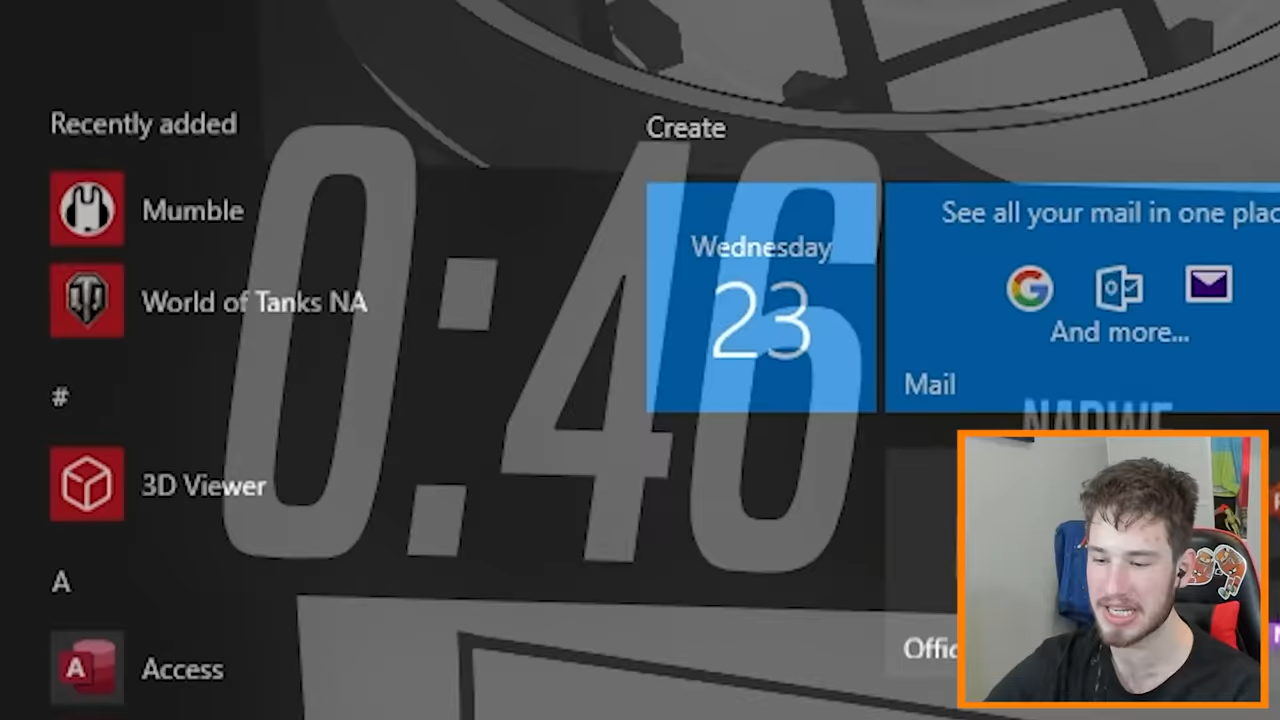 Recently added
Mumble
World of Tanks NA
#
3D Viewer
A
Access
0:46
Create
Wednesday
23
See all your mail in one plac
And more...
Mail
Offic